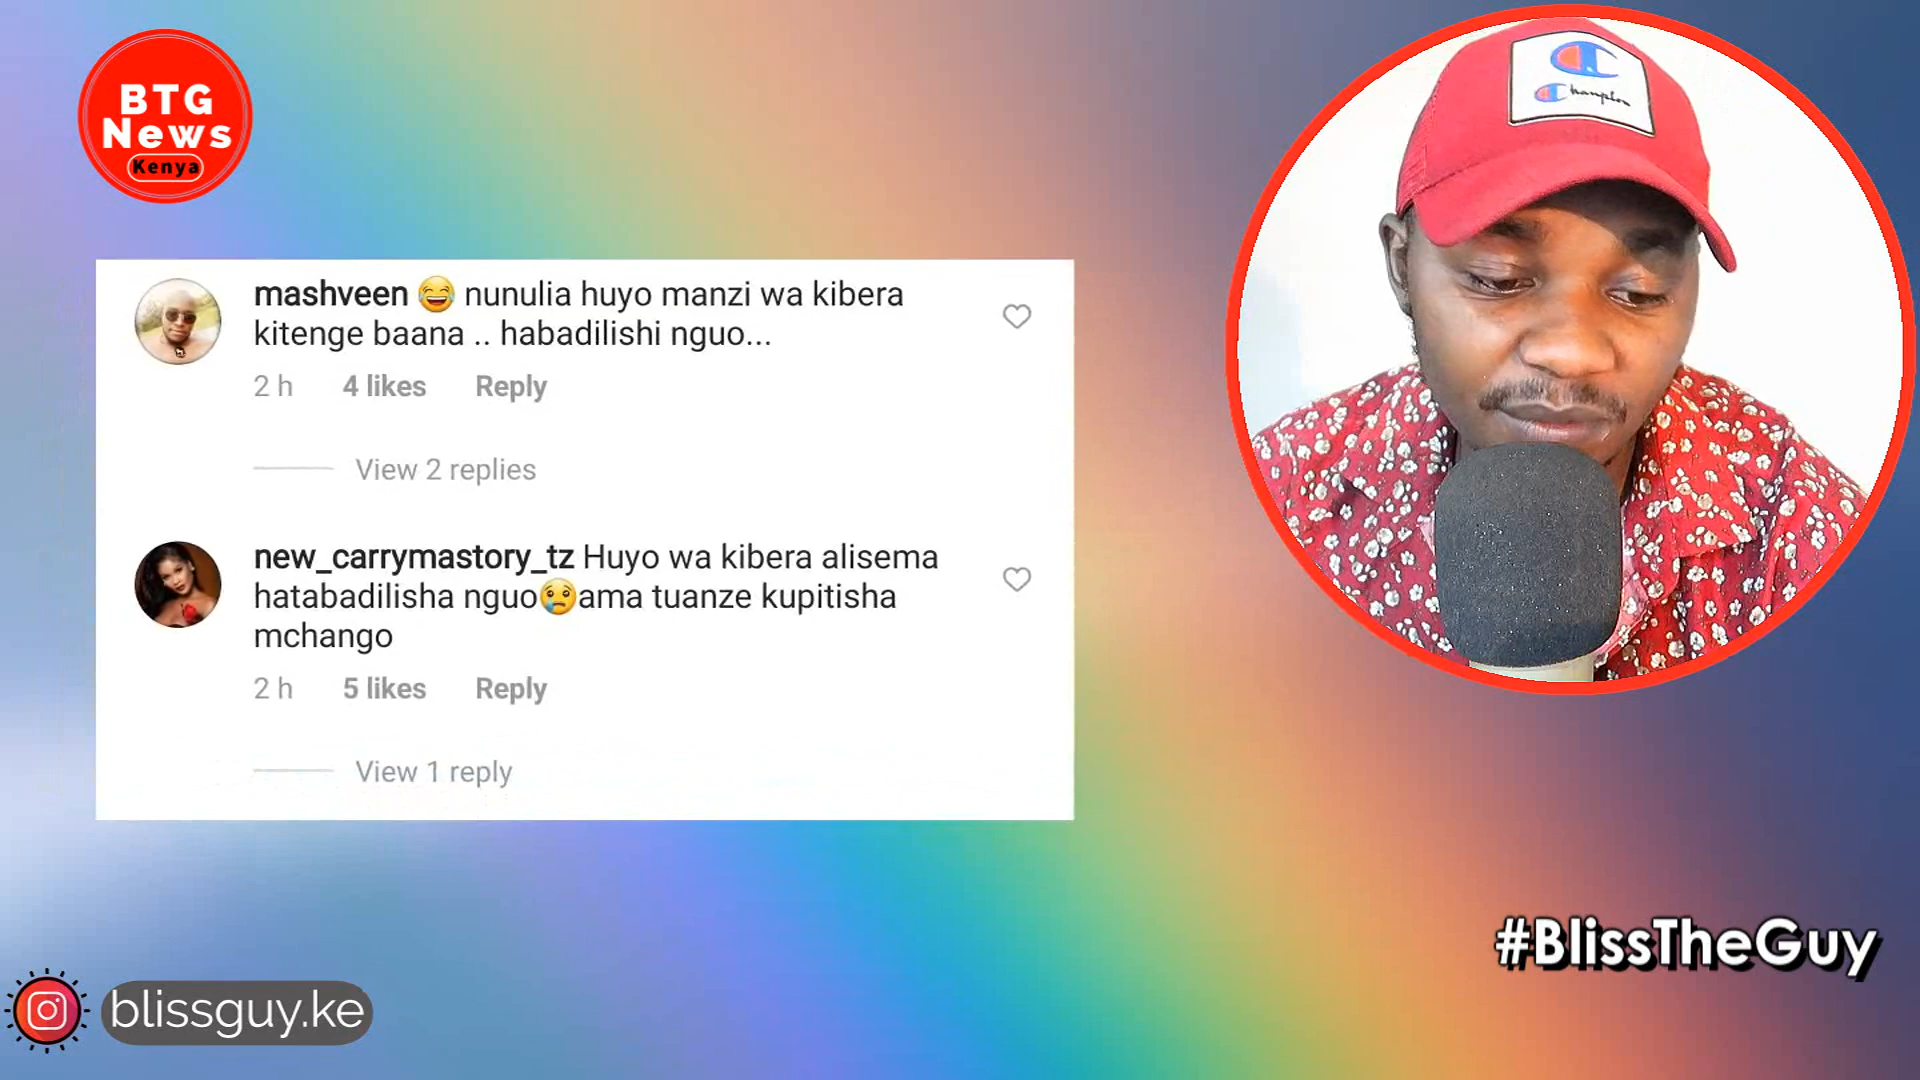 BTG
News
Kenya
Champion
mashveen 😂 nunulia huyo manzi wa kibera
kitenge baana .. habadilishi nguo...
2 h 4 likes Reply
View 2 replies
new_carrymastory_tz Huyo wa kibera alisema
hatabadilisha nguo😢ama tuanze kupitisha
mchango
2 h 5 likes Reply
View 1 reply
#BlissTheGuy
blissguy.ke